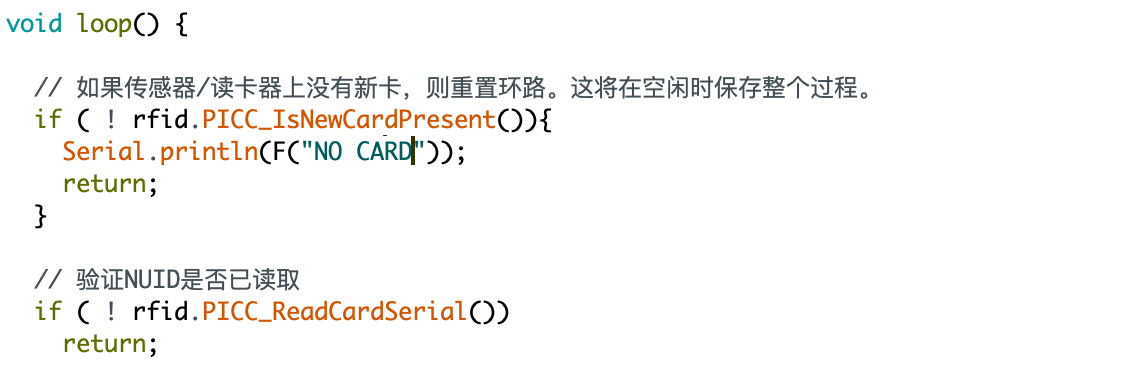 void loop() {
// 如果传感器/读卡器上没有新卡，则重置环路。这将在空闲时保存整个过程。
if ( ! rfid.PICC_IsNewCardPresent()){
Serial.println(F("NO CARD"));
return;
}
// 验证NUID是否已读取
if ( ! rfid.PICC_ReadCardSerial())
return;